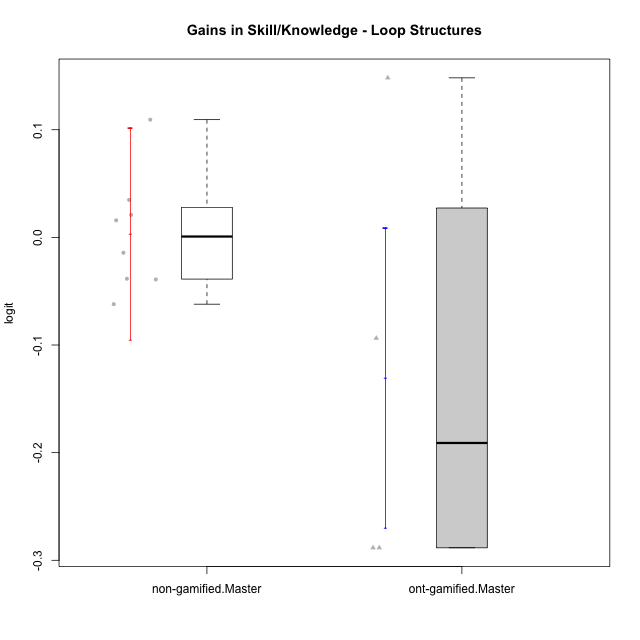 Gains in Skill/Knowledge - Loop Structures
logit
0.1
0.0
-0.1
-0.2
-0.3
non-gamified.Master
ont-gamified.Master